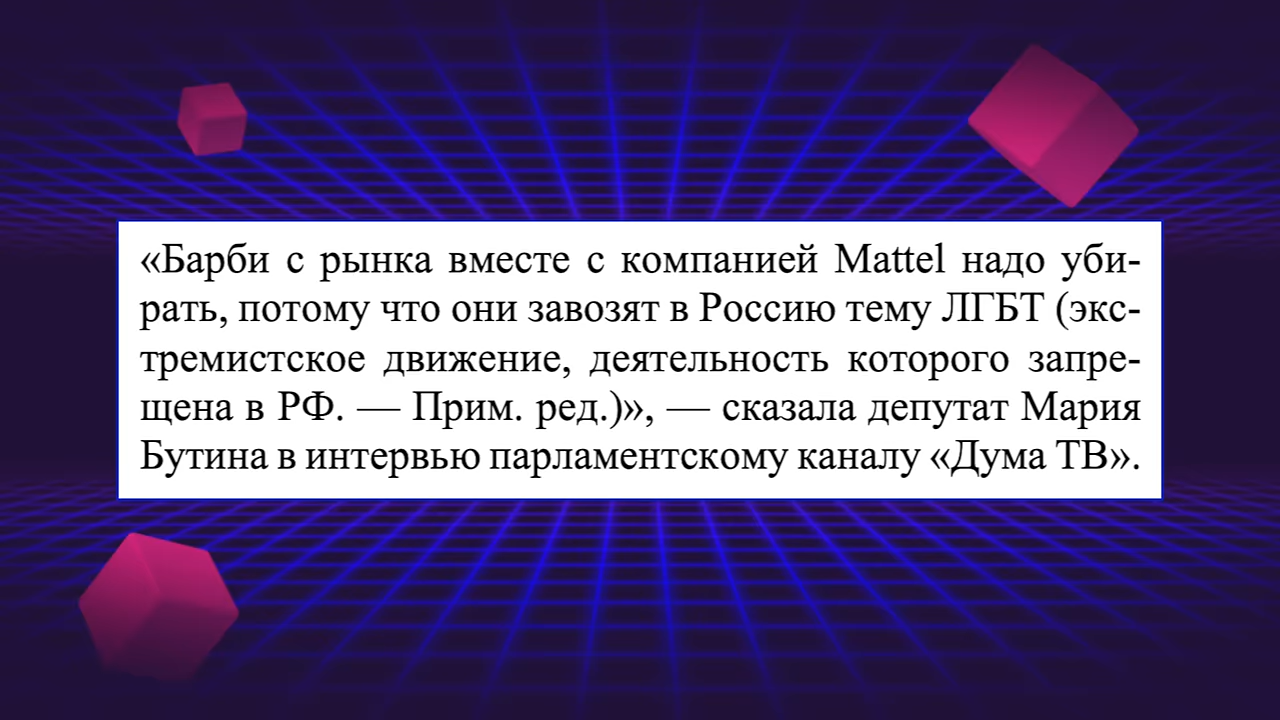 «Барби с рынка вместе с компанией Mattel надо уби-
рать, потому что они завозят в Россию тему ЛГБТ (экс-
тремистское движение, деятельность которого запре-
щена в РФ. — Прим. ред.)», — сказала депутат Мария
Бутина в интервью парламентскому каналу «Дума ТВ».